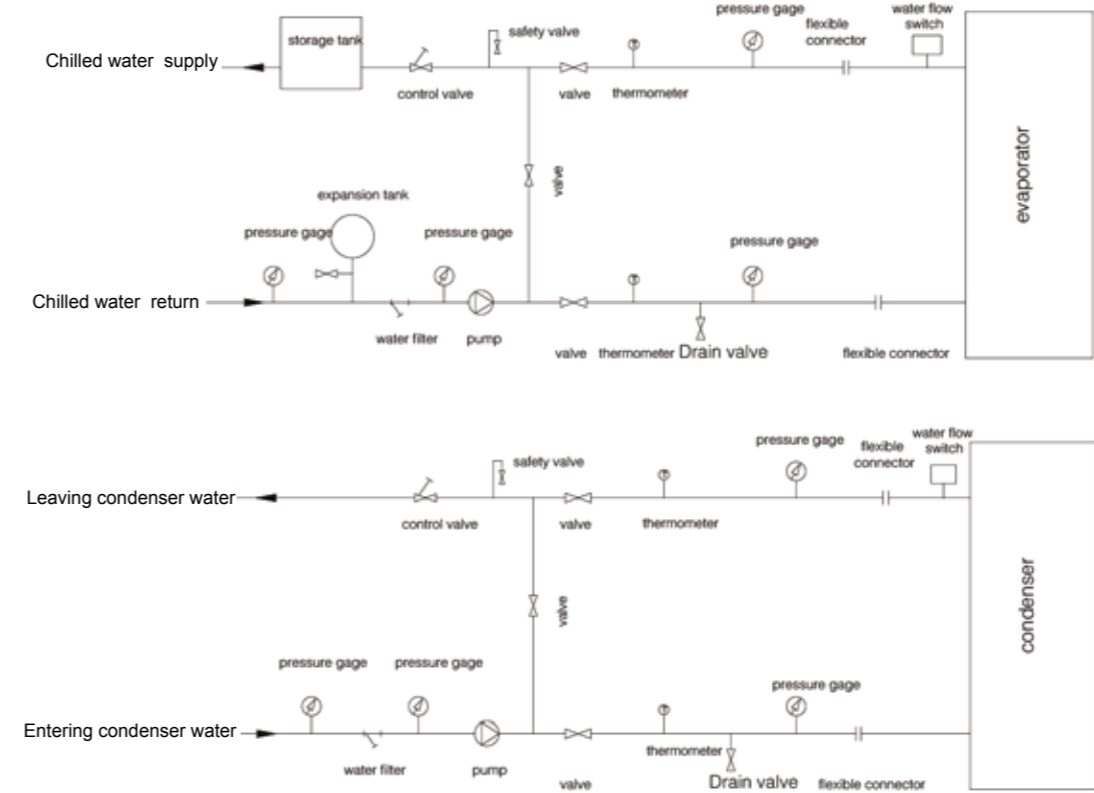 pressure gage
water flow
switch
flexible
connector
safety valve
storage tank
Chilled water supply
control valve
valve
thermometer
evaporator
valve
expansion tank
pressure gage
pressure gage
pressure gage
Chilled water return
water filter
pump
valve
thermometer
Drain valve
flexible connector
water flow
switch
pressure gage
flexible
connector
safety valve
Leaving condenser water
control valve
valve
thermometer
condenser
valve
pressure gage
pressure gage
pressure gage
Entering condenser water
thermometer
water filter
pump
valve
Drain valve
flexible connector